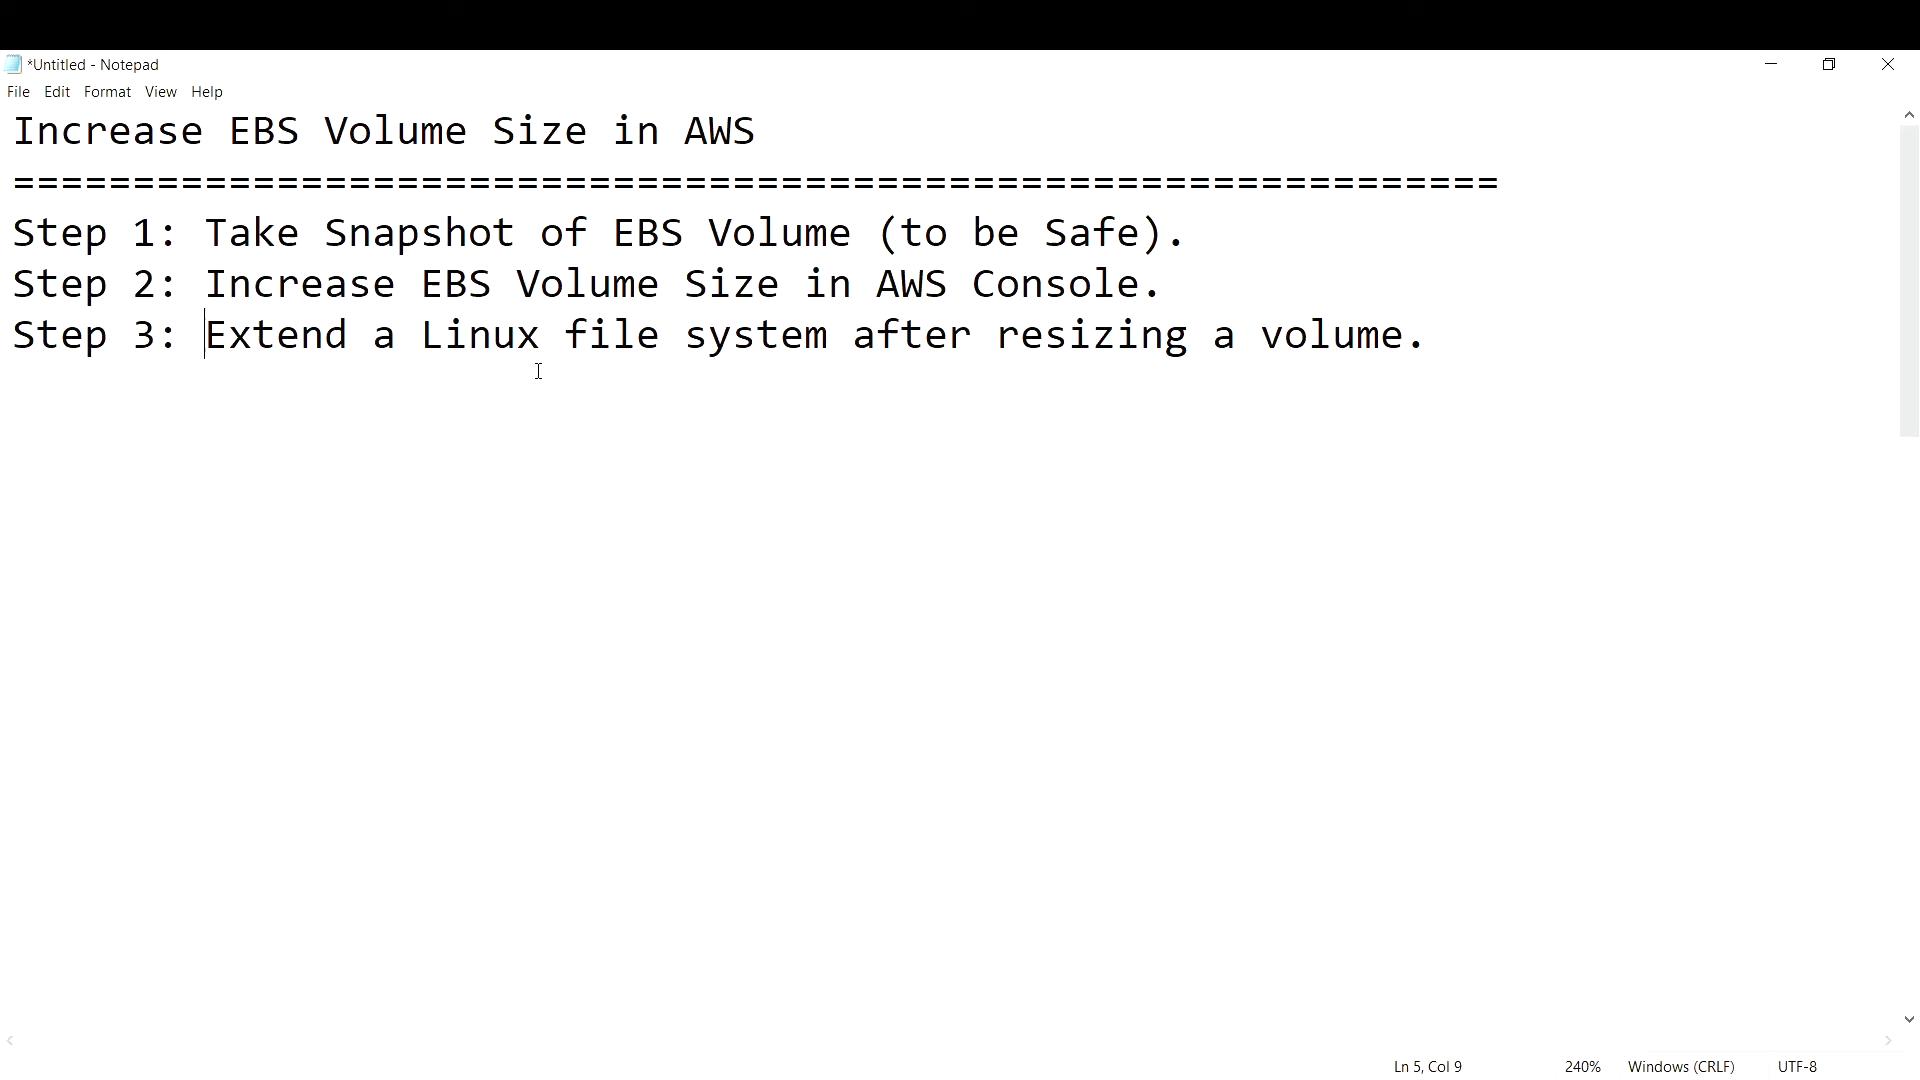 *Untitled - Notepad
File Edit Format View Help
Increase EBS Volume Size in AWS
==============================================================
Step 1: Take Snapshot of EBS Volume (to be Safe).
Step 2: Increase EBS Volume Size in AWS Console.
Step 3: Extend a Linux file system after resizing a volume.
Ln 5, Col 9 240% Windows (CRLF) UTF-8